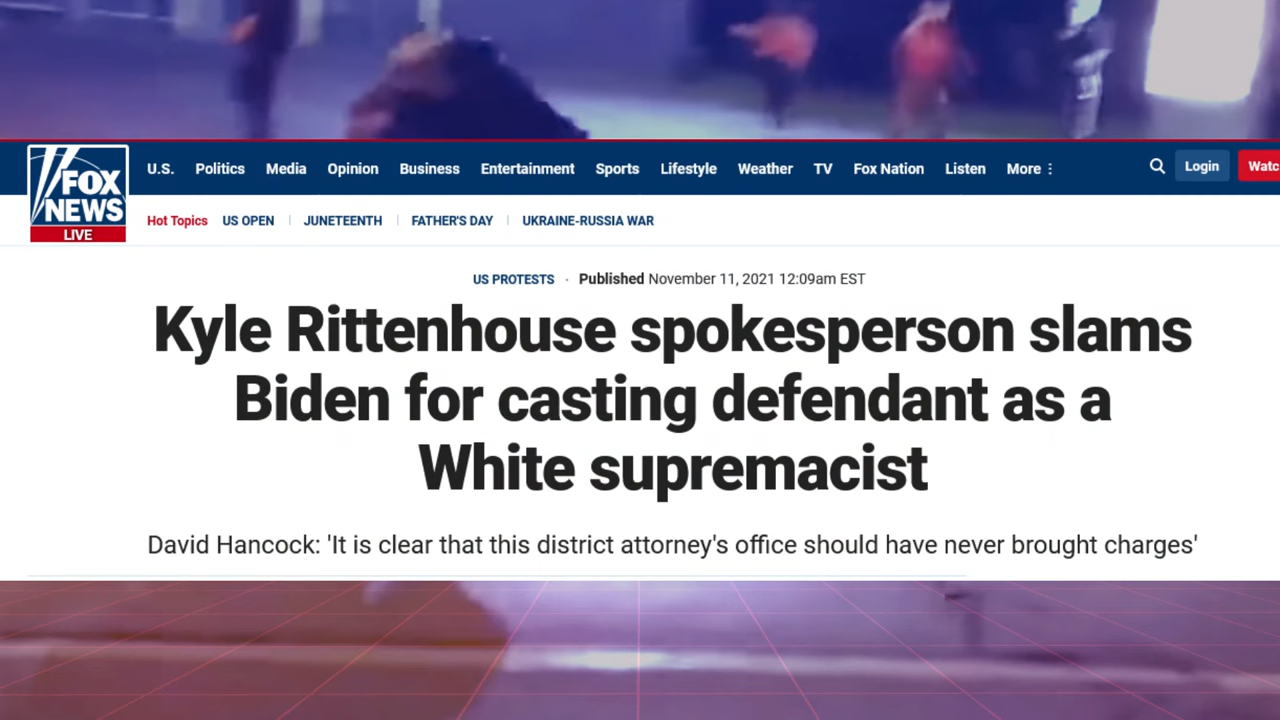 FOX
NEWS
LIVE
U.S. Politics Media Opinion Business Entertainment Sports Lifestyle Weather TV Fox Nation Listen More ⋮ Login Watc
Hot Topics US OPEN JUNETEENTH FATHER'S DAY UKRAINE-RUSSIA WAR
US PROTESTS · Published November 11, 2021 12:09am EST
Kyle Rittenhouse spokesperson slams
Biden for casting defendant as a
White supremacist
David Hancock: 'It is clear that this district attorney's office should have never brought charges'